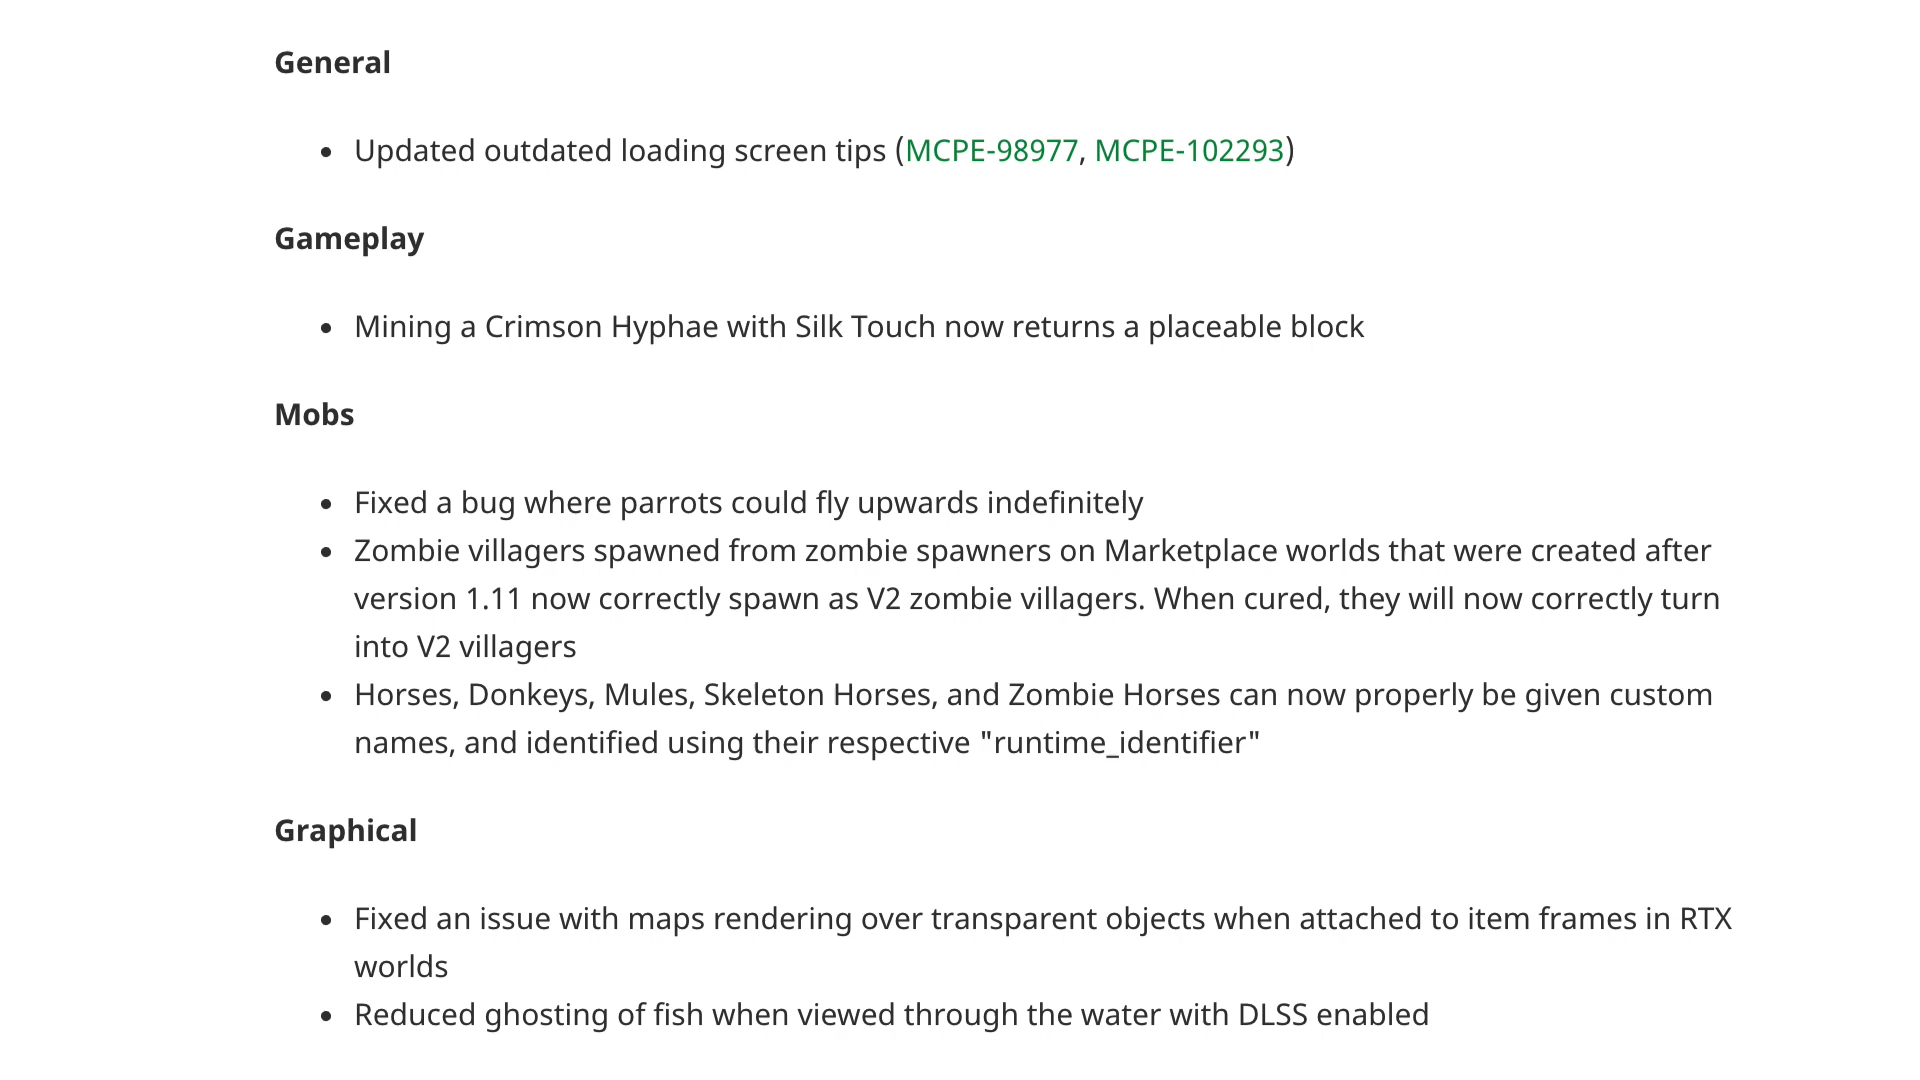 General
• Updated outdated loading screen tips (MCPE-98977, MCPE-102293)
Gameplay
• Mining a Crimson Hyphae with Silk Touch now returns a placeable block
Mobs
• Fixed a bug where parrots could fly upwards indefinitely
• Zombie villagers spawned from zombie spawners on Marketplace worlds that were created after
version 1.11 now correctly spawn as V2 zombie villagers. When cured, they will now correctly turn
into V2 villagers
• Horses, Donkeys, Mules, Skeleton Horses, and Zombie Horses can now properly be given custom
names, and identified using their respective "runtime_identifier"
Graphical
• Fixed an issue with maps rendering over transparent objects when attached to item frames in RTX
worlds
• Reduced ghosting of fish when viewed through the water with DLSS enabled